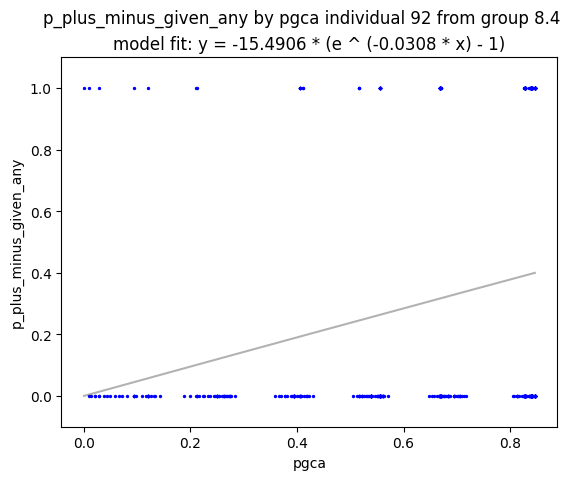 p_plus_minus_given_any by pgca individual 92 from group 8.4
model fit: y = -15.4906 * (e ^ (-0.0308 * x) - 1)
1.0
0.8
0.6
0.4
0.2
0.0
p_plus_minus_given_any
0.0 0.2 0.4 0.6 0.8
pgca